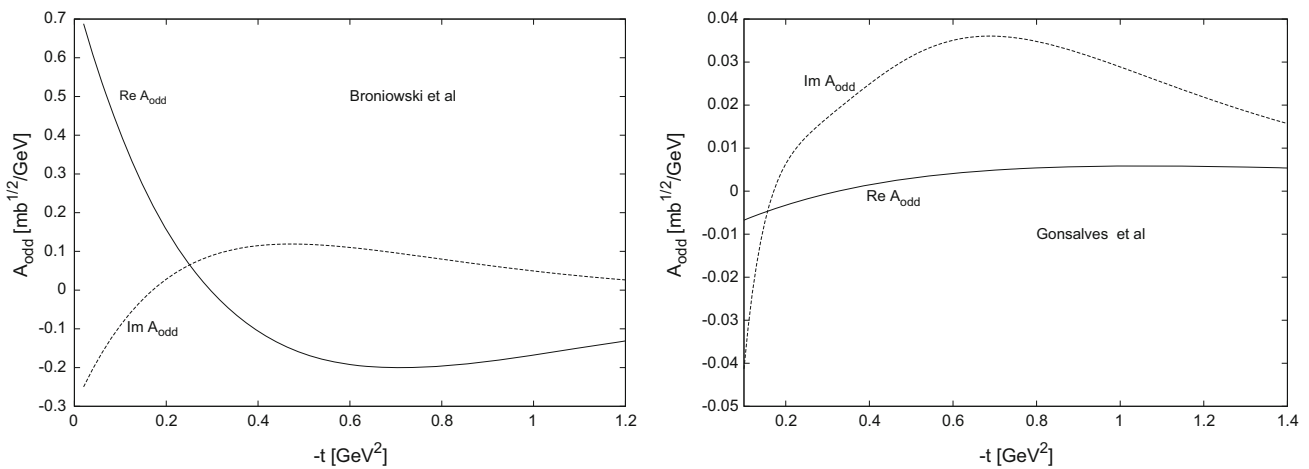 0.7
0.6
0.5
0.4
0.3
0.2
0.1
0
-0.1
-0.2
-0.3
A_odd [mb^1/2/GeV]
Re A_odd
Broniowski et al
Im A_odd
0 0.2 0.4 0.6 0.8 1 1.2
-t [GeV^2]
0.04
0.03
0.02
0.01
0
-0.01
-0.02
-0.03
-0.04
-0.05
A_odd [mb^1/2/GeV]
Im A_odd
Re A_odd
Gonsalves et al
0.2 0.4 0.6 0.8 1 1.2 1.4
-t [GeV^2]